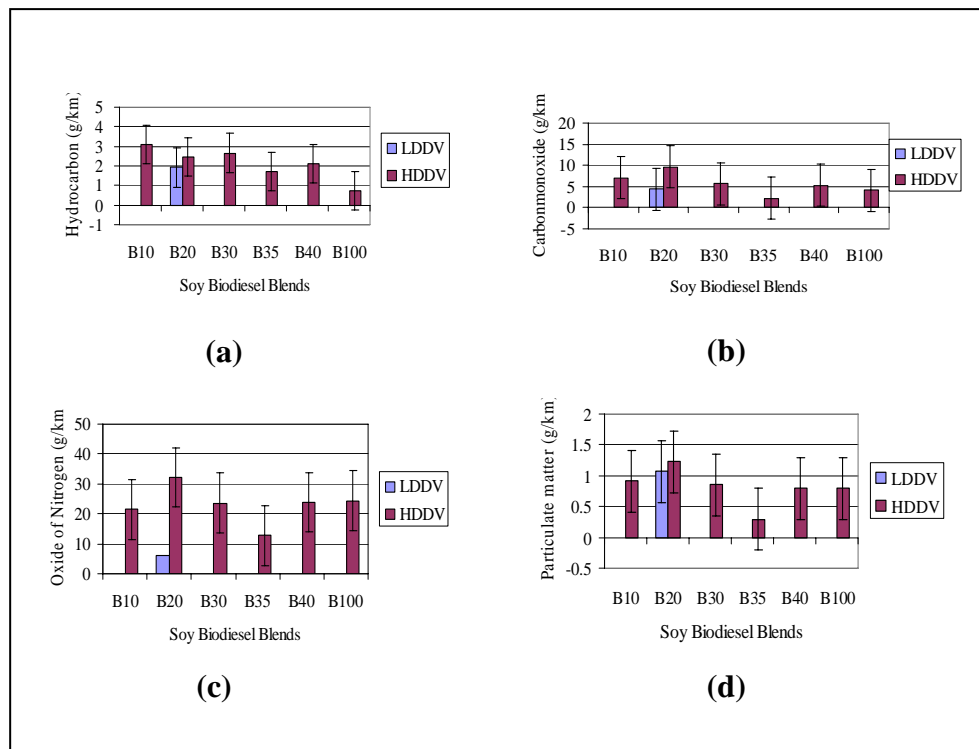 Hydrocarbon (g/km)
5
4
3
2
1
0
-1
B10 B20 B30 B35 B40 B100
Soy Biodiesel Blends
LDDV
HDDV
(a)
Carbonmonoxide (g/km
20
15
10
5
0
-5
B10 B20 B30 B35 B40 B100
Soy Biodiesel Blends
LDDV
HDDV
(b)
Oxide of Nitrogen (g/km
50
40
30
20
10
0
B10 B20 B30 B35 B40 B100
Soy Biodiesel Blends
LDDV
HDDV
(c)
Particulate matter (g/km)
2
1.5
1
0.5
0
-0.5
B10 B20 B30 B35 B40 B100
Soy Biodiesel Blends
LDDV
HDDV
(d)